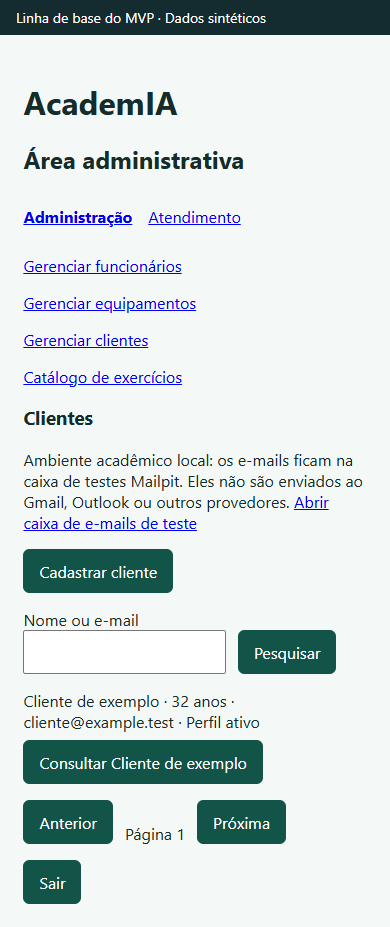 Linha de base do MVP · Dados sintéticos
AcademIA
Área administrativa
Administração Atendimento
Gerenciar funcionários
Gerenciar equipamentos
Gerenciar clientes
Catálogo de exercícios
Clientes
Ambiente acadêmico local: os e-mails ficam na
caixa de testes Mailpit. Eles não são enviados ao
Gmail, Outlook ou outros provedores. Abrir
caixa de e-mails de teste
Cadastrar cliente
Nome ou e-mail
Pesquisar
Cliente de exemplo · 32 anos ·
cliente@example.test · Perfil ativo
Consultar Cliente de exemplo
Anterior Página 1 Próxima
Sair